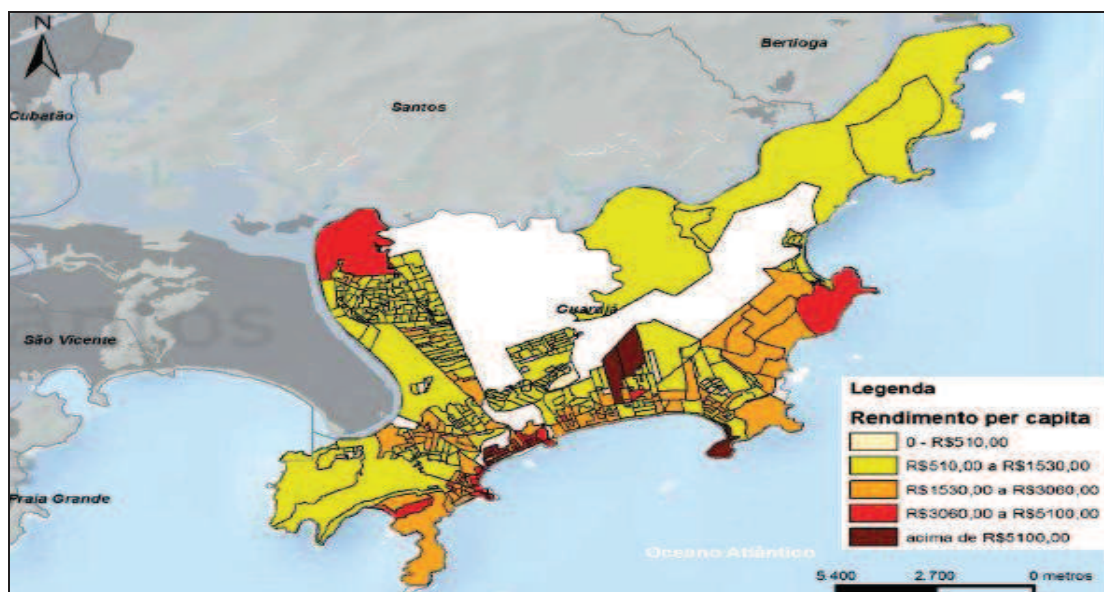 N
Bertioga
Cubatão
Santos
Guarujá
antos
São Vicente
Praia Grande
Legenda
Rendimento per capita
0 - R$510,00
R$510,00 a R$1530,00
R$1530,00 a R$3060,00
R$3060,00 a R$5100,00
acima de R$5100,00
Oceano Atlântico
5.400 2.700 0 metros